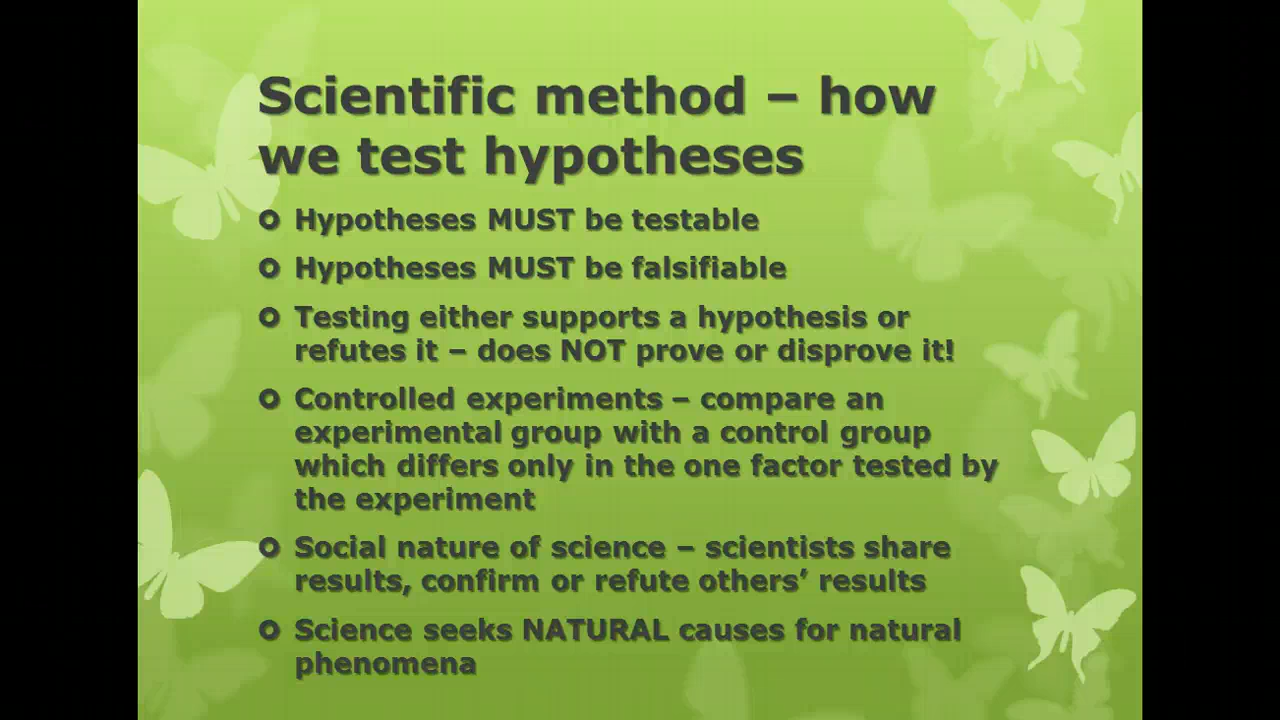 Scientific method – how
we test hypotheses
Hypotheses MUST be testable
Hypotheses MUST be falsifiable
Testing either supports a hypothesis or
refutes it – does NOT prove or disprove it!
Controlled experiments – compare an
experimental group with a control group
which differs only in the one factor tested by
the experiment
Social nature of science – scientists share
results, confirm or refute others’ results
Science seeks NATURAL causes for natural
phenomena